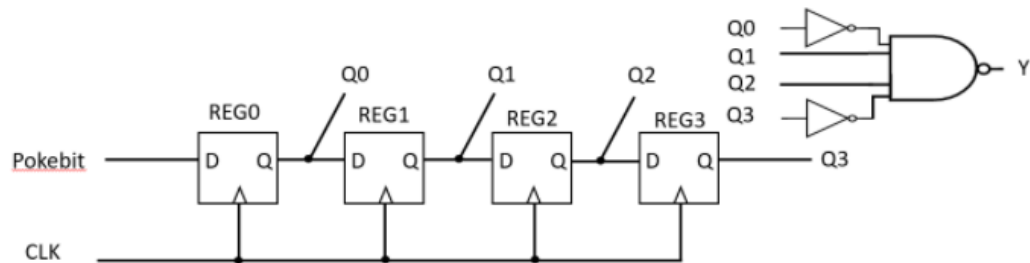 Q0
Q1
Y
Q2
Q3
Q0
Q1
Q2
REG0
REG1
REG2
REG3
Pokebit
D Q
D Q
D Q
D Q
Q3
CLK